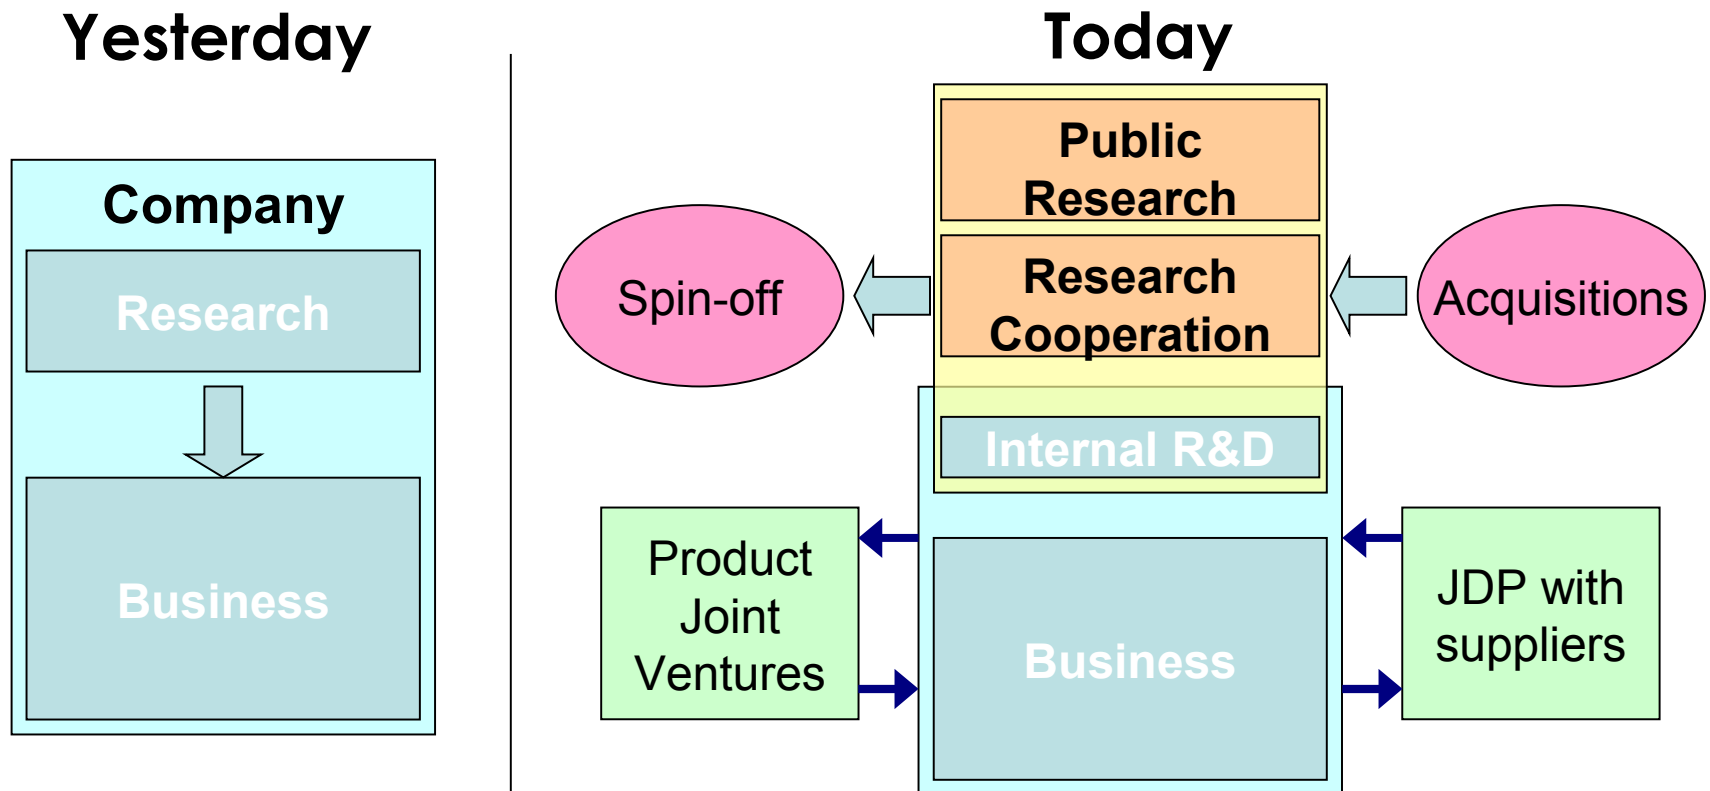 Yesterday
Company
Research
Business
Today
Public
Research
Research
Cooperation
Internal R&D
Business
Spin-off
Acquisitions
Product
Joint
Ventures
JDP with
suppliers